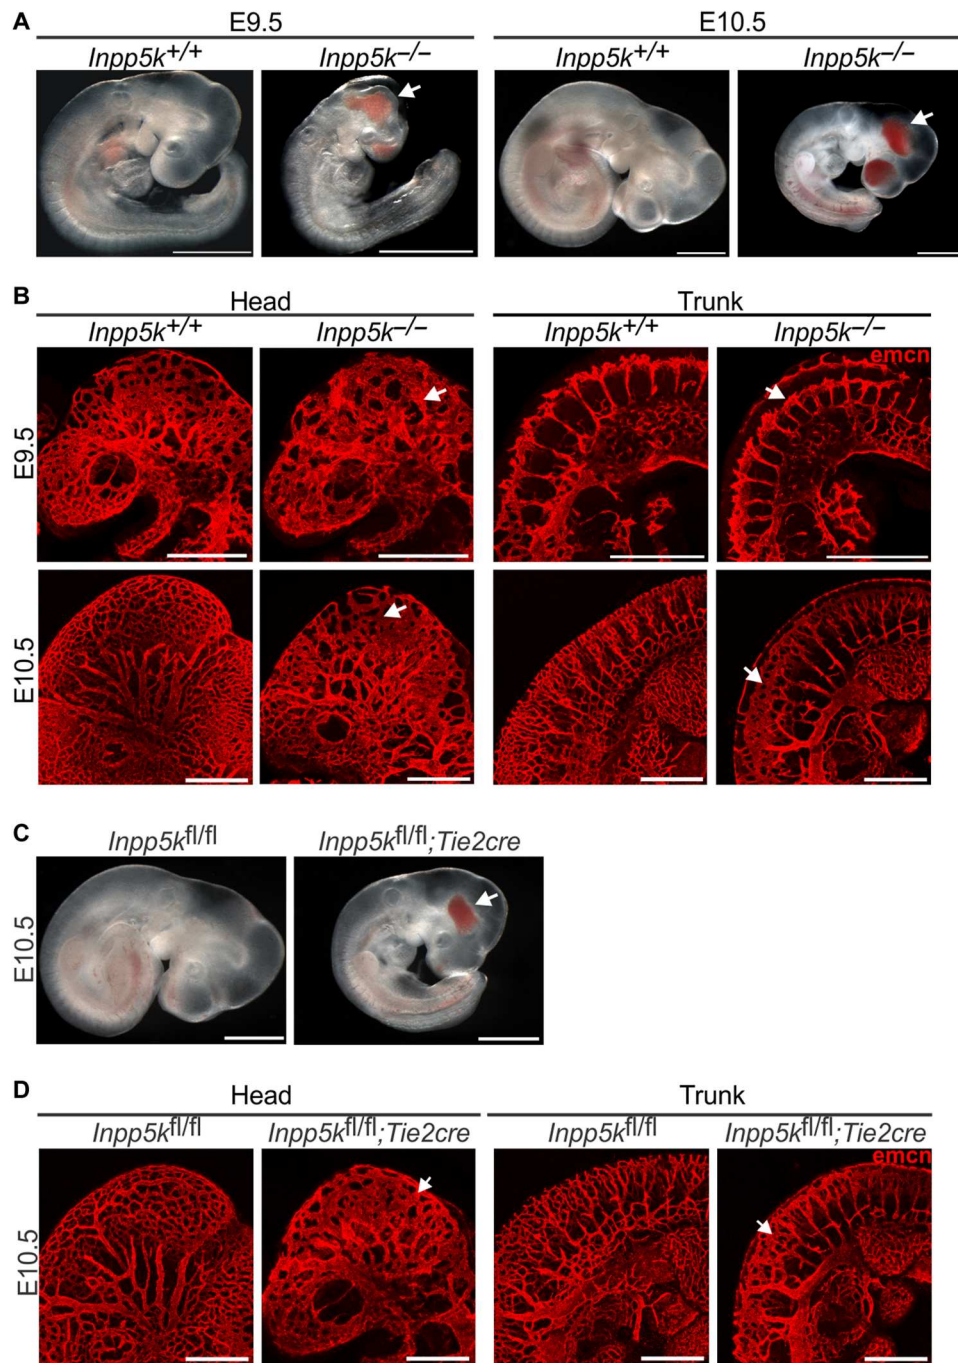 A
E9.5 E10.5
Inpp5k+/+ Inpp5k−/− Inpp5k+/+ Inpp5k−/−
B
Head Trunk
Inpp5k+/+ Inpp5k−/− Inpp5k+/+ Inpp5k−/−
emcn
E9.5
E10.5
C
Inpp5kfl/fl Inpp5kfl/fl;Tie2cre
E10.5
D
Head Trunk
Inpp5kfl/fl Inpp5kfl/fl;Tie2cre Inpp5kfl/fl Inpp5kfl/fl;Tie2cre
emcn
E10.5